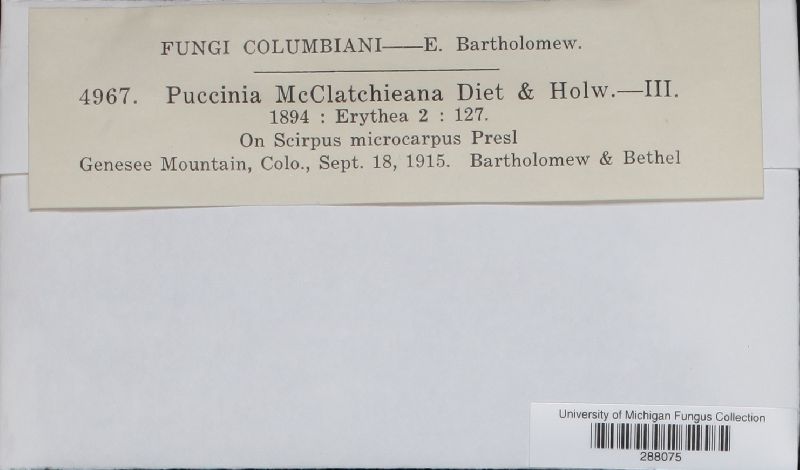 FUNGI COLUMBIANI——E. Bartholomew.
4967. Puccinia McClatchieana Diet & Holw.—III.
1894 : Erythea 2 : 127.
On Scirpus microcarpus Presl
Genesee Mountain, Colo., Sept. 18, 1915. Bartholomew & Bethel
University of Michigan Fungus Collection
288075